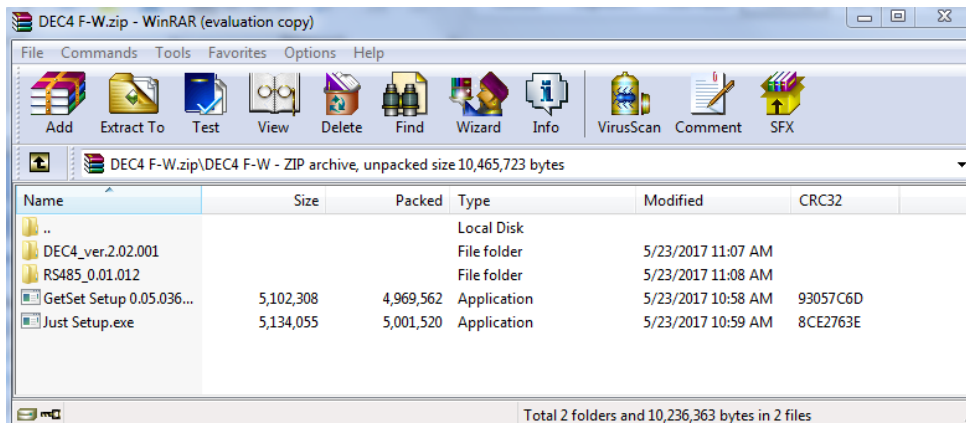 DEC4 F-W.zip - WinRAR (evaluation copy)
File Commands Tools Favorites Options Help
Add Extract To Test View Delete Find Wizard Info VirusScan Comment SFX
DEC4 F-W.zip\DEC4 F-W - ZIP archive, unpacked size 10,465,723 bytes
Name Size Packed Type Modified CRC32
.. Local Disk
DEC4_ver.2.02.001 File folder 5/23/2017 11:07 AM
RS485_0.01.012 File folder 5/23/2017 11:08 AM
GetSet Setup 0.05.036... 5,102,308 4,969,562 Application 5/23/2017 10:58 AM 93057C6D
Just Setup.exe 5,134,055 5,001,520 Application 5/23/2017 10:59 AM 8CE2763E
Total 2 folders and 10,236,363 bytes in 2 files